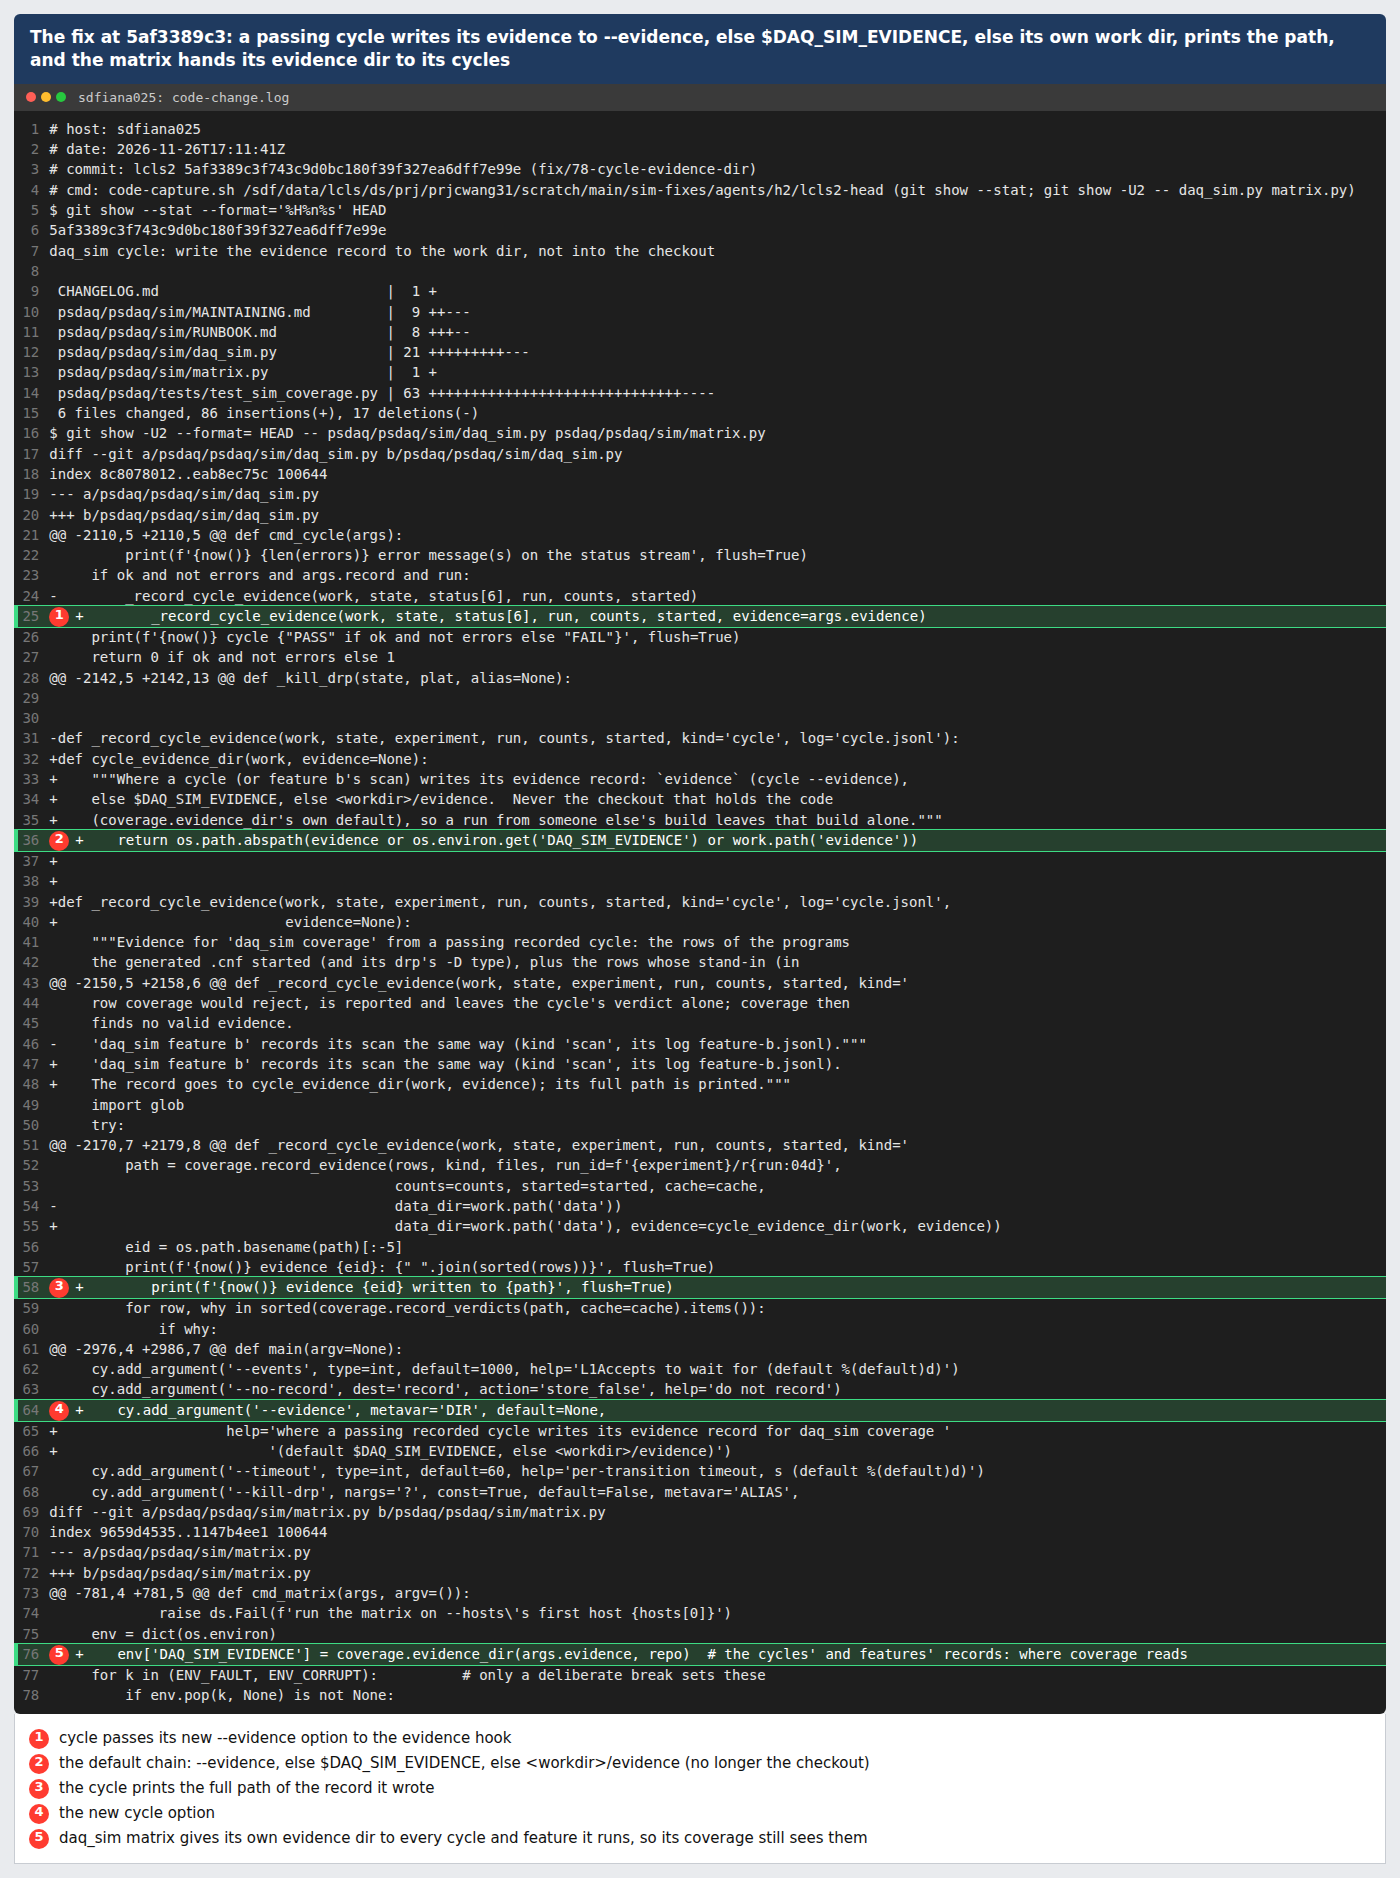 The fix at 5af3389c3: a passing cycle writes its evidence to --evidence, else $DAQ_SIM_EVIDENCE, else its own work dir, prints the path,
and the matrix hands its evidence dir to its cycles
sdfiana025: code-change.log
1 # host: sdfiana025
2 # date: 2026-11-26T17:11:41Z
3 # commit: lcls2 5af3389c3f743c9d0bc180f39f327ea6dff7e99e (fix/78-cycle-evidence-dir)
4 # cmd: code-capture.sh /sdf/data/lcls/ds/prj/prjcwang31/scratch/main/sim-fixes/agents/h2/lcls2-head (git show --stat; git show -U2 -- daq_sim.py matrix.py)
5 $ git show --stat --format='%H%n%s' HEAD
6 5af3389c3f743c9d0bc180f39f327ea6dff7e99e
7 daq_sim cycle: write the evidence record to the work dir, not into the checkout
8
9  CHANGELOG.md                           |  1 +
10  psdaq/psdaq/sim/MAINTAINING.md         |  9 ++---
11  psdaq/psdaq/sim/RUNBOOK.md             |  8 +++--
12  psdaq/psdaq/sim/daq_sim.py             | 21 +++++++++---
13  psdaq/psdaq/sim/matrix.py              |  1 +
14  psdaq/psdaq/tests/test_sim_coverage.py | 63 ++++++++++++++++++++++++++++++----
15  6 files changed, 86 insertions(+), 17 deletions(-)
16 $ git show -U2 --format= HEAD -- psdaq/psdaq/sim/daq_sim.py psdaq/psdaq/sim/matrix.py
17 diff --git a/psdaq/psdaq/sim/daq_sim.py b/psdaq/psdaq/sim/daq_sim.py
18 index 8c8078012..eab8ec75c 100644
19 --- a/psdaq/psdaq/sim/daq_sim.py
20 +++ b/psdaq/psdaq/sim/daq_sim.py
21 @@ -2110,5 +2110,5 @@ def cmd_cycle(args):
22          print(f'{now()} {len(errors)} error message(s) on the status stream', flush=True)
23      if ok and not errors and args.record and run:
24 -        _record_cycle_evidence(work, state, status[6], run, counts, started)
25 1 +        _record_cycle_evidence(work, state, status[6], run, counts, started, evidence=args.evidence)
26      print(f'{now()} cycle {"PASS" if ok and not errors else "FAIL"}', flush=True)
27      return 0 if ok and not errors else 1
28 @@ -2142,5 +2142,13 @@ def _kill_drp(state, plat, alias=None):
29
30
31 -def _record_cycle_evidence(work, state, experiment, run, counts, started, kind='cycle', log='cycle.jsonl'):
32 +def cycle_evidence_dir(work, evidence=None):
33 +    """Where a cycle (or feature b's scan) writes its evidence record: `evidence` (cycle --evidence),
34 +    else $DAQ_SIM_EVIDENCE, else <workdir>/evidence.  Never the checkout that holds the code
35 +    (coverage.evidence_dir's own default), so a run from someone else's build leaves that build alone."""
36 2 +    return os.path.abspath(evidence or os.environ.get('DAQ_SIM_EVIDENCE') or work.path('evidence'))
37 +
38 +
39 +def _record_cycle_evidence(work, state, experiment, run, counts, started, kind='cycle', log='cycle.jsonl',
40 +                           evidence=None):
41      """Evidence for 'daq_sim coverage' from a passing recorded cycle: the rows of the programs
42      the generated .cnf started (and its drp's -D type), plus the rows whose stand-in (in
43 @@ -2150,5 +2158,6 @@ def _record_cycle_evidence(work, state, experiment, run, counts, started, kind='
44      row coverage would reject, is reported and leaves the cycle's verdict alone; coverage then
45      finds no valid evidence.
46 -    'daq_sim feature b' records its scan the same way (kind 'scan', its log feature-b.jsonl)."""
47 +    'daq_sim feature b' records its scan the same way (kind 'scan', its log feature-b.jsonl).
48 +    The record goes to cycle_evidence_dir(work, evidence); its full path is printed."""
49      import glob
50      try:
51 @@ -2170,7 +2179,8 @@ def _record_cycle_evidence(work, state, experiment, run, counts, started, kind='
52          path = coverage.record_evidence(rows, kind, files, run_id=f'{experiment}/r{run:04d}',
53                                          counts=counts, started=started, cache=cache,
54 -                                        data_dir=work.path('data'))
55 +                                        data_dir=work.path('data'), evidence=cycle_evidence_dir(work, evidence))
56          eid = os.path.basename(path)[:-5]
57          print(f'{now()} evidence {eid}: {" ".join(sorted(rows))}', flush=True)
58 3 +        print(f'{now()} evidence {eid} written to {path}', flush=True)
59          for row, why in sorted(coverage.record_verdicts(path, cache=cache).items()):
60              if why:
61 @@ -2976,4 +2986,7 @@ def main(argv=None):
62      cy.add_argument('--events', type=int, default=1000, help='L1Accepts to wait for (default %(default)d)')
63      cy.add_argument('--no-record', dest='record', action='store_false', help='do not record')
64 4 +    cy.add_argument('--evidence', metavar='DIR', default=None,
65 +                    help='where a passing recorded cycle writes its evidence record for daq_sim coverage '
66 +                         '(default $DAQ_SIM_EVIDENCE, else <workdir>/evidence)')
67      cy.add_argument('--timeout', type=int, default=60, help='per-transition timeout, s (default %(default)d)')
68      cy.add_argument('--kill-drp', nargs='?', const=True, default=False, metavar='ALIAS',
69 diff --git a/psdaq/psdaq/sim/matrix.py b/psdaq/psdaq/sim/matrix.py
70 index 9659d4535..1147b4ee1 100644
71 --- a/psdaq/psdaq/sim/matrix.py
72 +++ b/psdaq/psdaq/sim/matrix.py
73 @@ -781,4 +781,5 @@ def cmd_matrix(args, argv=()):
74              raise ds.Fail(f'run the matrix on --hosts\'s first host {hosts[0]}')
75      env = dict(os.environ)
76 5 +    env['DAQ_SIM_EVIDENCE'] = coverage.evidence_dir(args.evidence, repo)  # the cycles' and features' records: where coverage reads
77      for k in (ENV_FAULT, ENV_CORRUPT):          # only a deliberate break sets these
78          if env.pop(k, None) is not None:
1 cycle passes its new --evidence option to the evidence hook
2 the default chain: --evidence, else $DAQ_SIM_EVIDENCE, else <workdir>/evidence (no longer the checkout)
3 the cycle prints the full path of the record it wrote
4 the new cycle option
5 daq_sim matrix gives its own evidence dir to every cycle and feature it runs, so its coverage still sees them